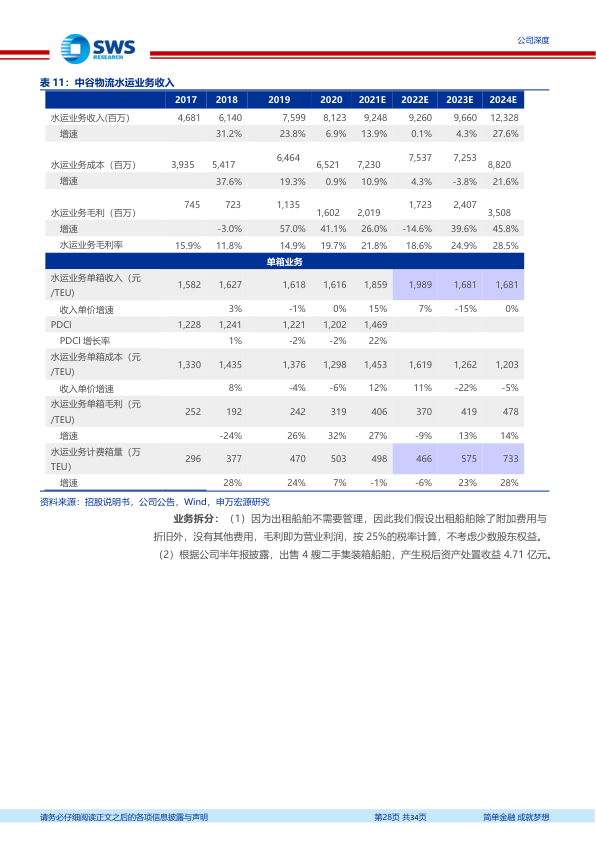 SWS
RESEARCH
公司深度
表 11：中谷物流水运业务收入
2017 2018 2019 2020 2021E 2022E 2023E 2024E
水运业务收入(百万) 4,681 6,140 7,599 8,123 9,248 9,260 9,660 12,328
增速 31.2% 23.8% 6.9% 13.9% 0.1% 4.3% 27.6%
水运业务成本（百万） 3,935 5,417 6,464 6,521 7,230 7,537 7,253 8,820
增速 37.6% 19.3% 0.9% 10.9% 4.3% -3.8% 21.6%
水运业务毛利（百万） 745 723 1,135 1,602 2,019 1,723 2,407 3,508
增速 -3.0% 57.0% 41.1% 26.0% -14.6% 39.6% 45.8%
水运业务毛利率 15.9% 11.8% 14.9% 19.7% 21.8% 18.6% 24.9% 28.5%
单箱业务
水运业务单箱收入（元
/TEU） 1,582 1,627 1,618 1,616 1,859 1,989 1,681 1,681
收入单价增速 3% -1% 0% 15% 7% -15% 0%
PDCI 1,228 1,241 1,221 1,202 1,469
PDCI 增长率 1% -2% -2% 22%
水运业务单箱成本（元
/TEU） 1,330 1,435 1,376 1,298 1,453 1,619 1,262 1,203
收入单价增速 8% -4% -6% 12% 11% -22% -5%
水运业务单箱毛利（元
/TEU） 252 192 242 319 406 370 419 478
增速 -24% 26% 32% 27% -9% 13% 14%
水运业务计费箱量（万
TEU） 296 377 470 503 498 466 575 733
增速 28% 24% 7% -1% -6% 23% 28%
资料来源：招股说明书，公司公告，Wind，申万宏源研究
业务拆分：（1）因为出租船舶不需要管理，因此我们假设出租船舶除了附加费用与
折旧外，没有其他费用，毛利即为营业利润，按 25%的税率计算，不考虑少数股东权益。
（2）根据公司半年报披露，出售 4 艘二手集装箱船舶，产生税后资产处置收益 4.71 亿元。
请务必仔细阅读正文之后的各项信息披露与声明 第28页 共34页 简单金融 成就梦想